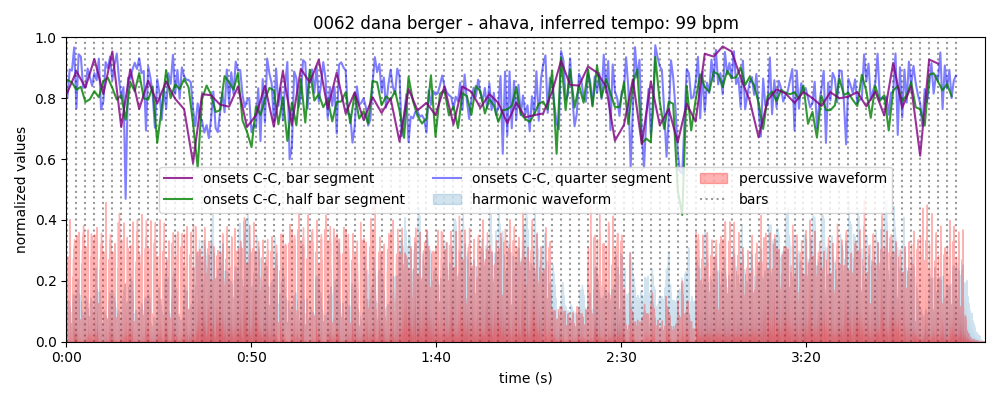 0062 dana berger - ahava, inferred tempo: 99 bpm
1.0
0.8
0.6
0.4
0.2
0.0
normalized values
onsets C-C, bar segment
onsets C-C, half bar segment
onsets C-C, quarter segment
harmonic waveform
percussive waveform
bars
0:00
0:50
1:40
2:30
3:20
time (s)